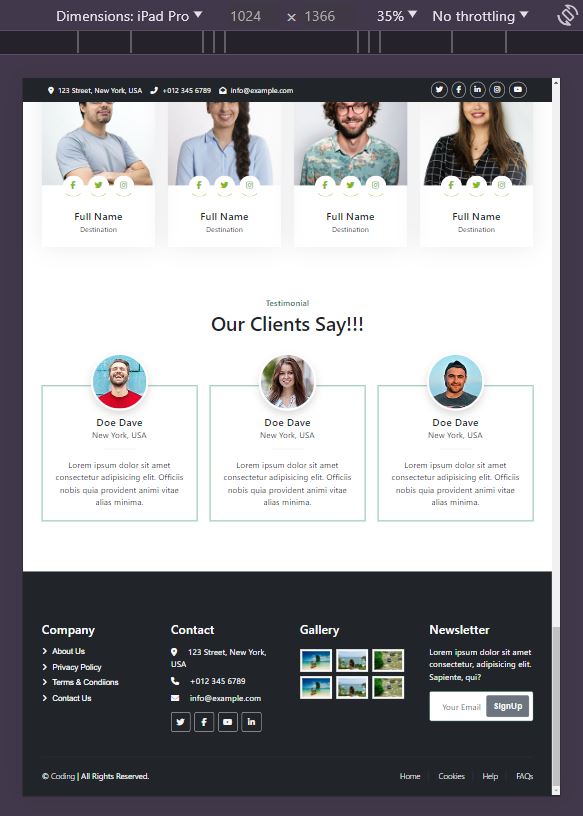 Dimensions: iPad Pro 1024 × 1366 35% No throttling
123 Street, New York, USA +012 345 6789 info@example.com
Full Name Full Name Full Name Full Name
Destination Destination Destination Destination
Testimonial
Our Clients Say!!!
Doe Dave Doe Dave Doe Dave
New York, USA New York, USA New York, USA
Lorem ipsum dolor sit amet Lorem ipsum dolor sit amet Lorem ipsum dolor sit amet
consectetur adipisicing elit. Officiis consectetur adipisicing elit. Officiis consectetur adipisicing elit. Officiis
nobis quia provident animi vitae nobis quia provident animi vitae nobis quia provident animi vitae
alias minima. alias minima. alias minima.
Company Contact Gallery Newsletter
About Us 123 Street, New York, Lorem ipsum dolor sit amet
USA consectetur, adipisicing elit.
Privacy Policy Sapiente, qui?
Terms & Condiions +012 345 6789
Contact Us info@example.com Your Email SignUp
© Coding | All Rights Reserved. Home Cookies Help FAQs